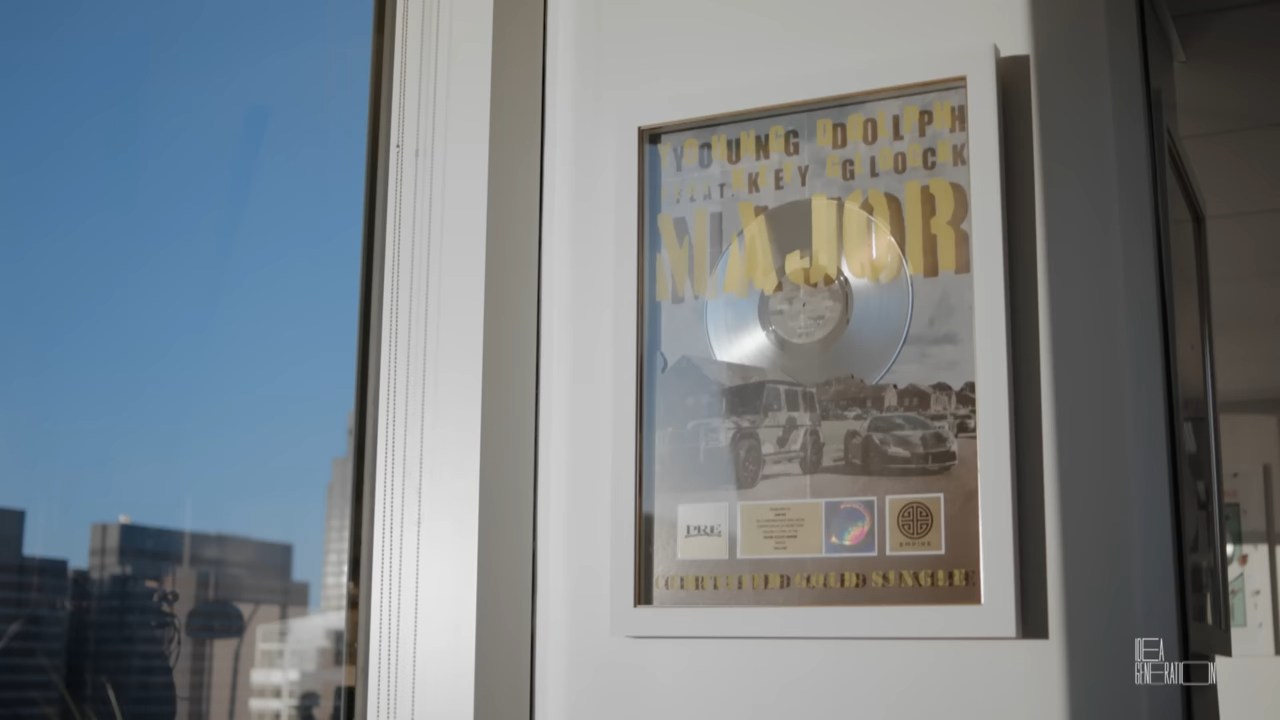 YOUNG DOLPH
FEAT. KEY GLOCK
MAJOR
PRE
EMPIRE
CERTIFIED GOLD SINGLE
IDEA
GENERATION